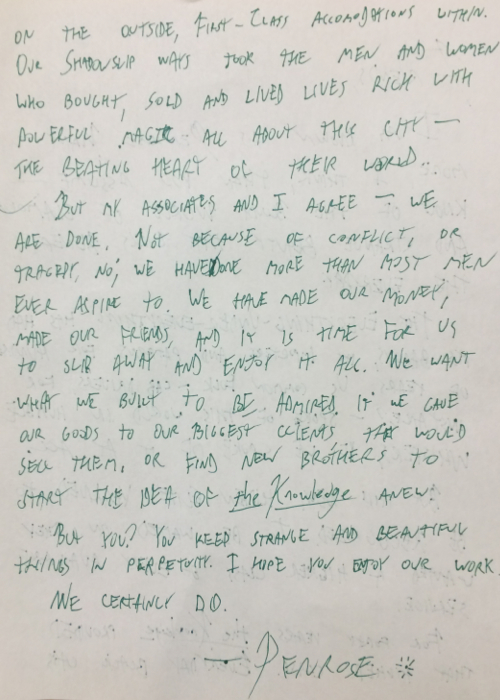 ON THE OUTSIDE, FIRST-CLASS ACCOMODATIONS WITHIN.
OUR SHADOWSLIP WAYS TOOK THE MEN AND WOMEN
WHO BOUGHT, SOLD AND LIVED LIVES RICH WITH
POWERFUL MAGIC ALL ABOUT THIS CITY —
THE BEATING HEART OF THEIR WORLD..
BUT MY ASSOCIATES AND I AGREE — WE
ARE DONE. NOT BECAUSE OF CONFLICT, OR
TRAGEDY, NO; WE HAVE DONE MORE THAN MOST MEN
EVER ASPIRE TO. WE HAVE MADE OUR MONEY,
MADE OUR FRIENDS, AND IT IS TIME FOR US
TO SLIP AWAY AND ENJOY IT ALL. WE WANT
WHAT WE BUILT TO BE ADMIRED. IF WE GAVE
OUR GOODS TO OUR BIGGEST CLIENTS THEY WOULD
SELL THEM, OR FIND NEW BROTHERS TO
START THE IDEA OF the Knowledge ANEW.
BUT YOU? YOU KEEP STRANGE AND BEAUTIFUL
THINGS IN PERPETUITY. I HOPE YOU ENJOY OUR WORK.
WE CERTAINLY DO.
PENROSE